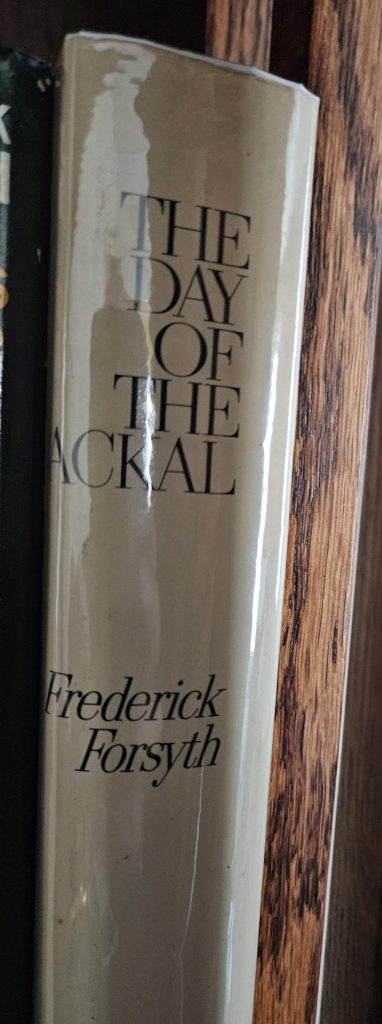 THE
DAY
OF
THE
ACKAL
Frederick
Forsyth